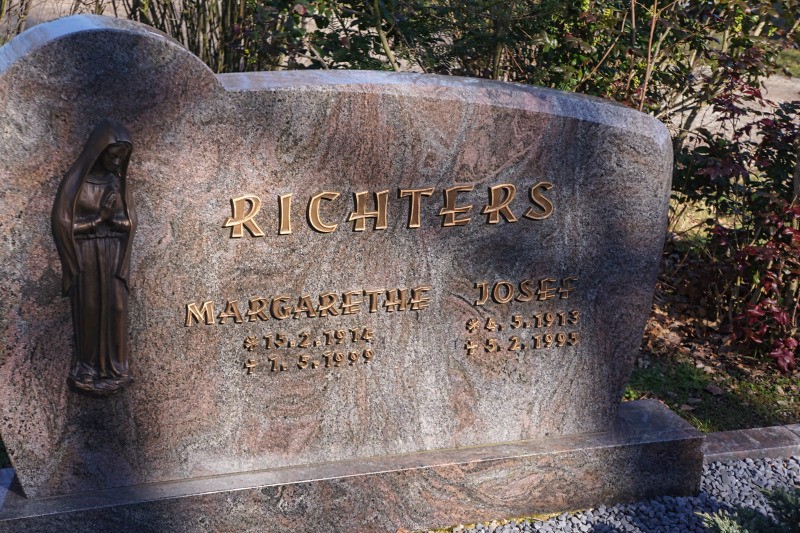 RICHTERS
MARGARETHE
* 15.2.1914
+ 1.5.1999
JOSEF
* 4.5.1913
+ 5.2.1995